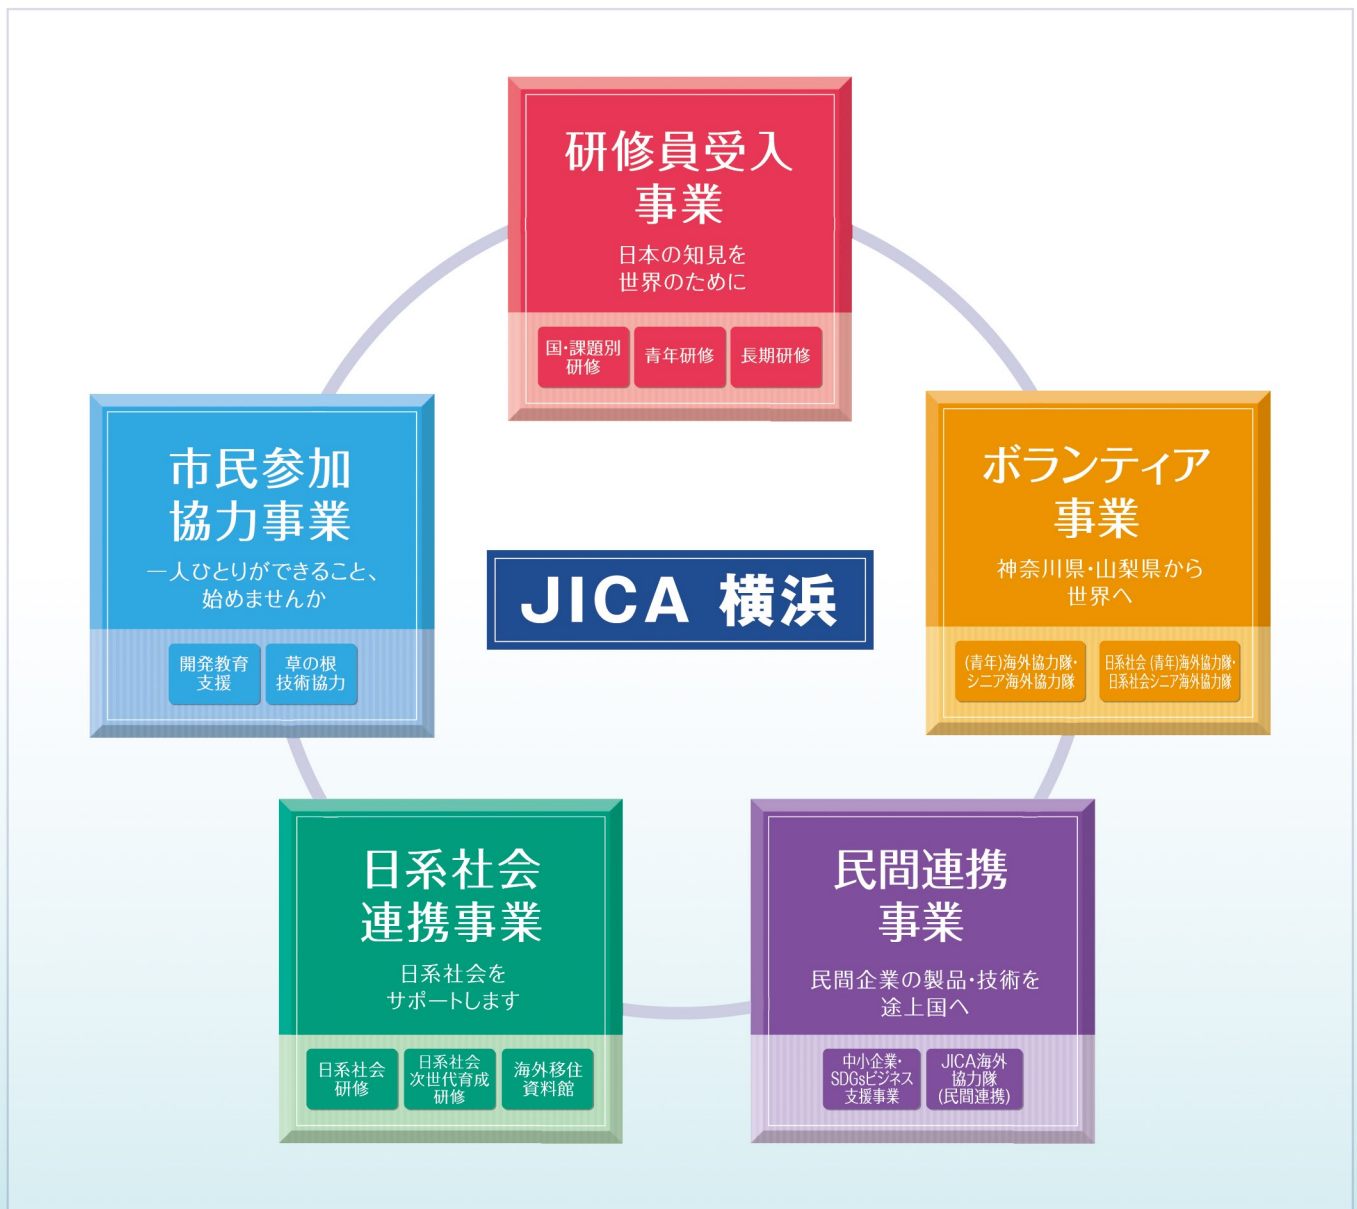 研修員受入
事業
日本の知見を
世界のために
国・課題別
研修
青年研修
長期研修
市民参加
協力事業
一人ひとりができること、
始めませんか
開発教育
支援
草の根
技術協力
JICA 横浜
ボランティア
事業
神奈川県・山梨県から
世界へ
(青年)海外協力隊・
シニア海外協力隊
日系社会(青年)海外協力隊・
日系社会シニア海外協力隊
日系社会
連携事業
日系社会を
サポートします
日系社会
研修
日系社会
次世代育成
研修
海外移住
資料館
民間連携
事業
民間企業の製品・技術を
途上国へ
中小企業・
SDGsビジネス
支援事業
JICA海外
協力隊
(民間連携)